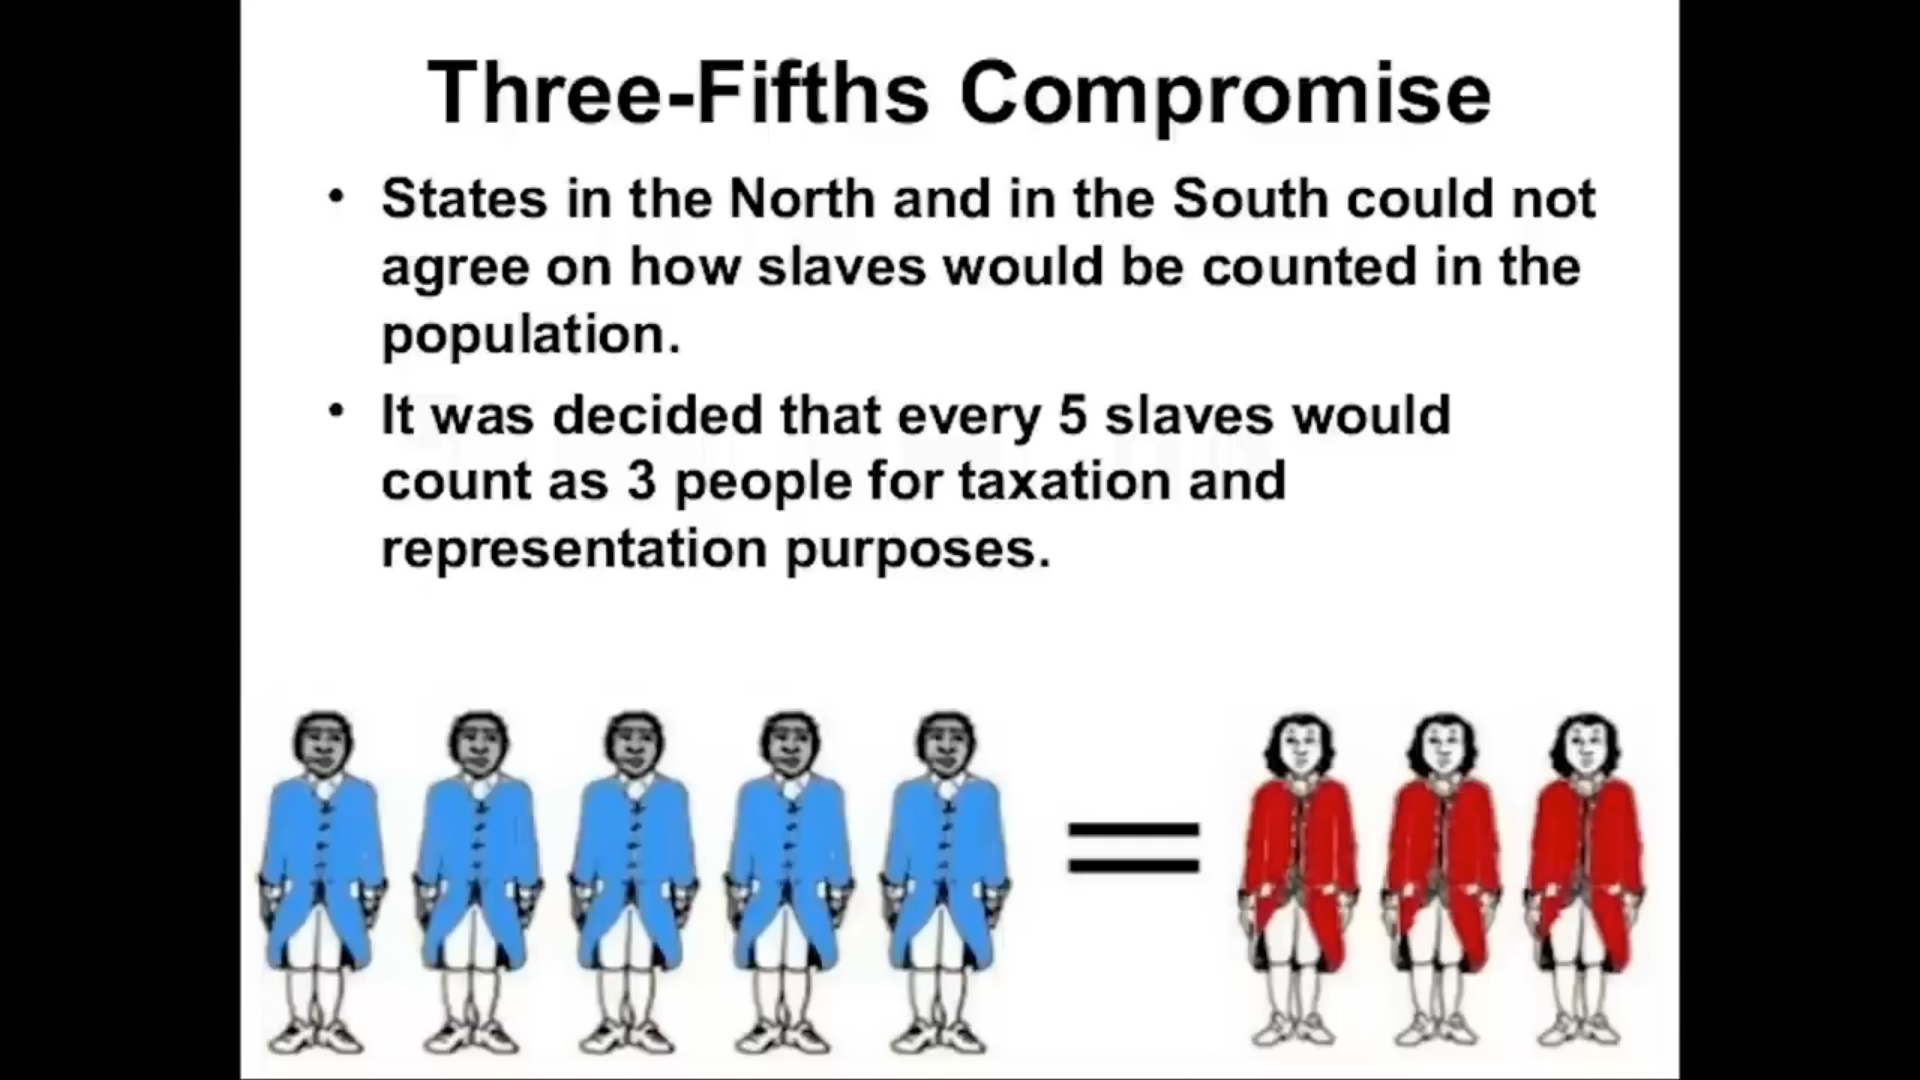 Three-Fifths Compromise
• States in the North and in the South could not
agree on how slaves would be counted in the
population.
• It was decided that every 5 slaves would
count as 3 people for taxation and
representation purposes.